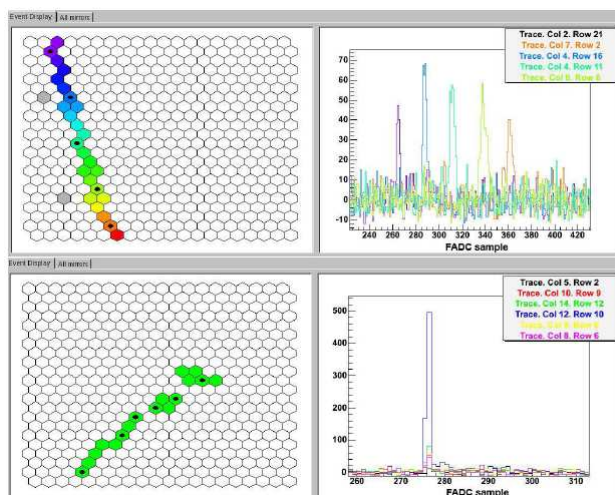 Event Display All mirrors
Trace. Col 2. Row 21
Trace. Col 7. Row 2
Trace. Col 4. Row 16
Trace. Col 4. Row 11
Row 6
70
60
50
40
30
20
10
0
-10
240 260 280 300 320 340 360 380 400 420
FADC sample
Event Display All mirrors
Trace. Col 5. Row 2
Trace. Col 10. Row 9
Trace. Col 14. Row 12
Trace. Col 12. Row 10
Trace. Col
Trace. Col 8. Row 6
500
400
300
200
100
0
260 270 280 290 300 310
FADC sample